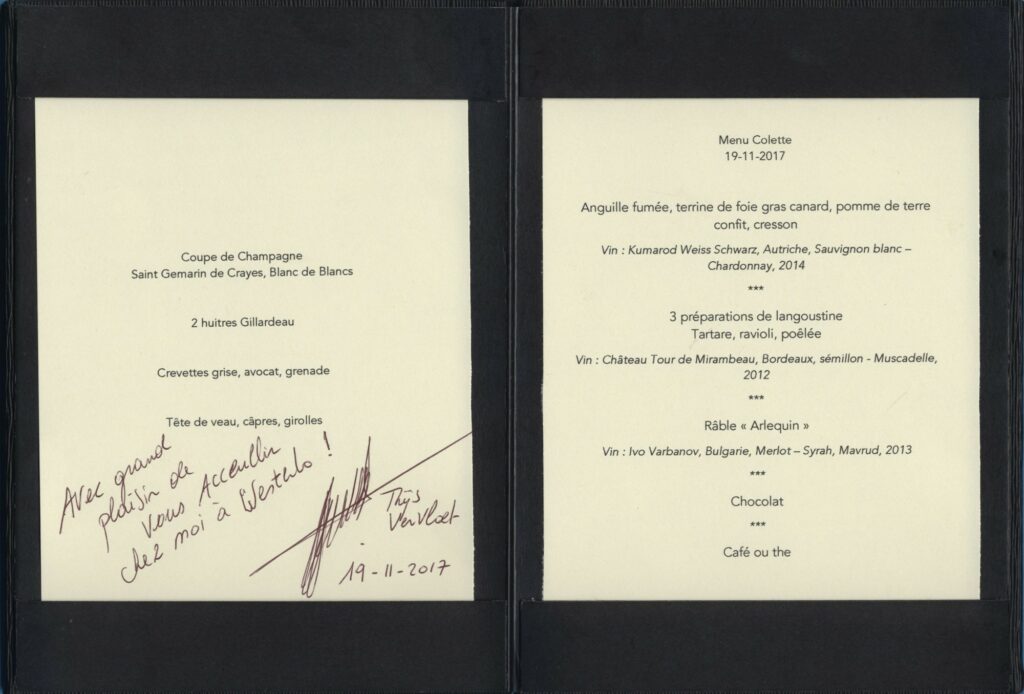 Coupe de Champagne
Saint Gemarin de Crayes, Blanc de Blancs
2 huitres Gillardeau
Crevettes grise, avocat, grenade
Tête de veau, câpres, girolles
Avec grand
plaisir de
vous Acceullir
chez moi à Westerlo !
Thijs
Vervloet
19-11-2017
Menu Colette
19-11-2017
Anguille fumée, terrine de foie gras canard, pomme de terre
confit, cresson
Vin : Kumarod Weiss Schwarz, Autriche, Sauvignon blanc –
Chardonnay, 2014
***
3 préparations de langoustine
Tartare, ravioli, poêlée
Vin : Château Tour de Mirambeau, Bordeaux, sémillon - Muscadelle,
2012
***
Râble « Arlequin »
Vin : Ivo Varbanov, Bulgarie, Merlot – Syrah, Mavrud, 2013
***
Chocolat
***
Café ou the